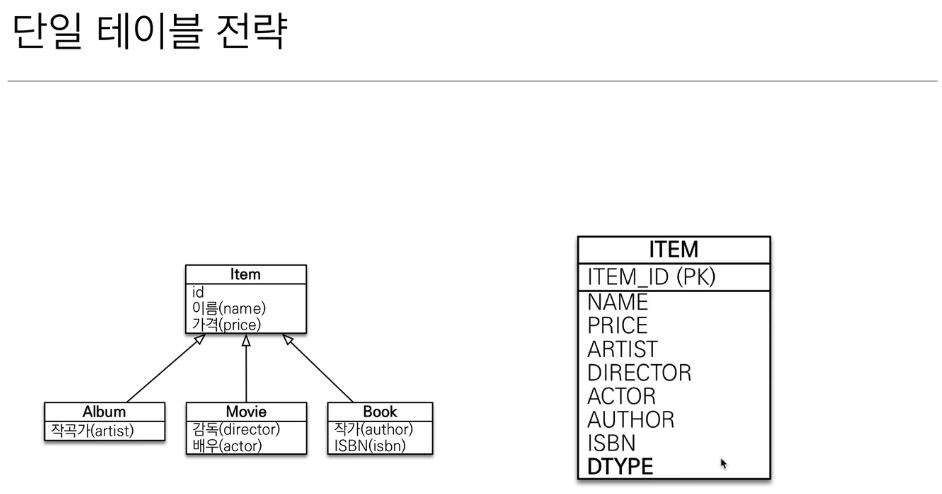 단일 테이블 전략
Item
id
이름(name)
가격(price)
Album
작곡가(artist)
Movie
감독(director)
배우(actor)
Book
작가(author)
ISBN(isbn)
ITEM
ITEM_ID (PK)
NAME
PRICE
ARTIST
DIRECTOR
ACTOR
AUTHOR
ISBN
DTYPE